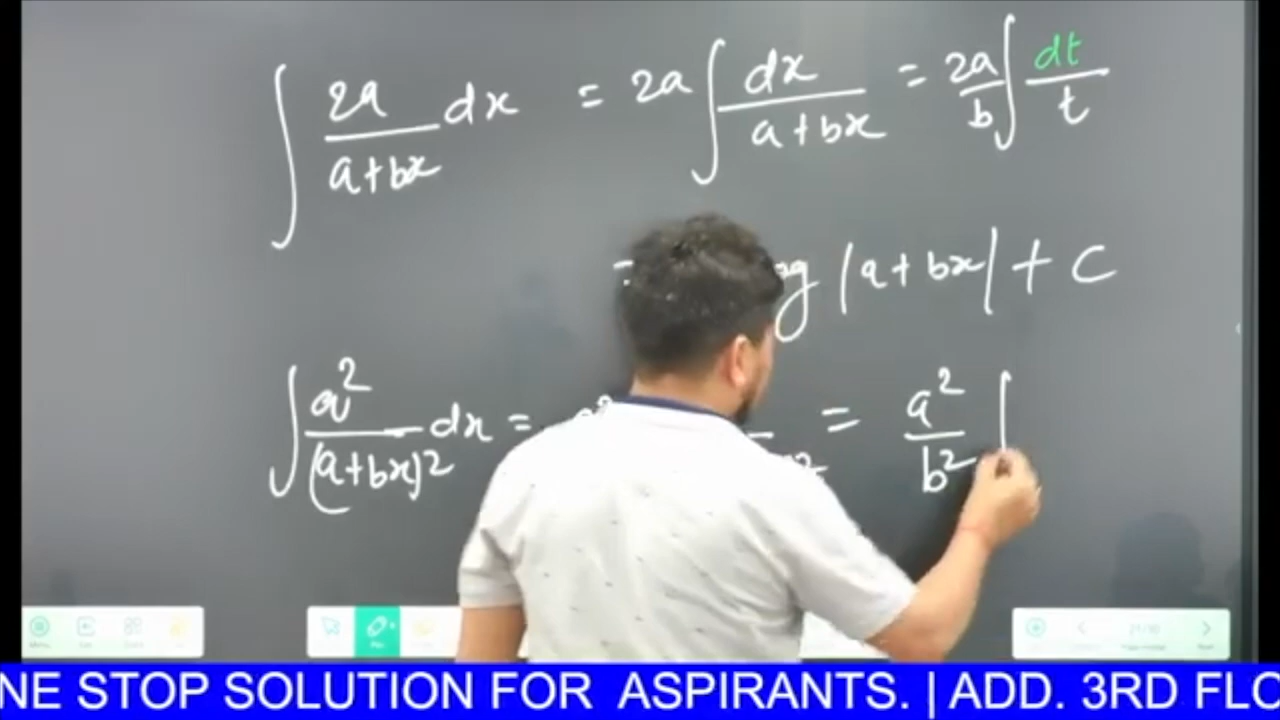 ∫ 2a/(a+bx) dx = 2a ∫ dx/(a+bx) = 2a/b ∫ dt/t
|a+bx| + c
∫ a²/(a+bx)² dx = = a²/b² ∫
NE STOP SOLUTION FOR ASPIRANTS. | ADD. 3RD FLO